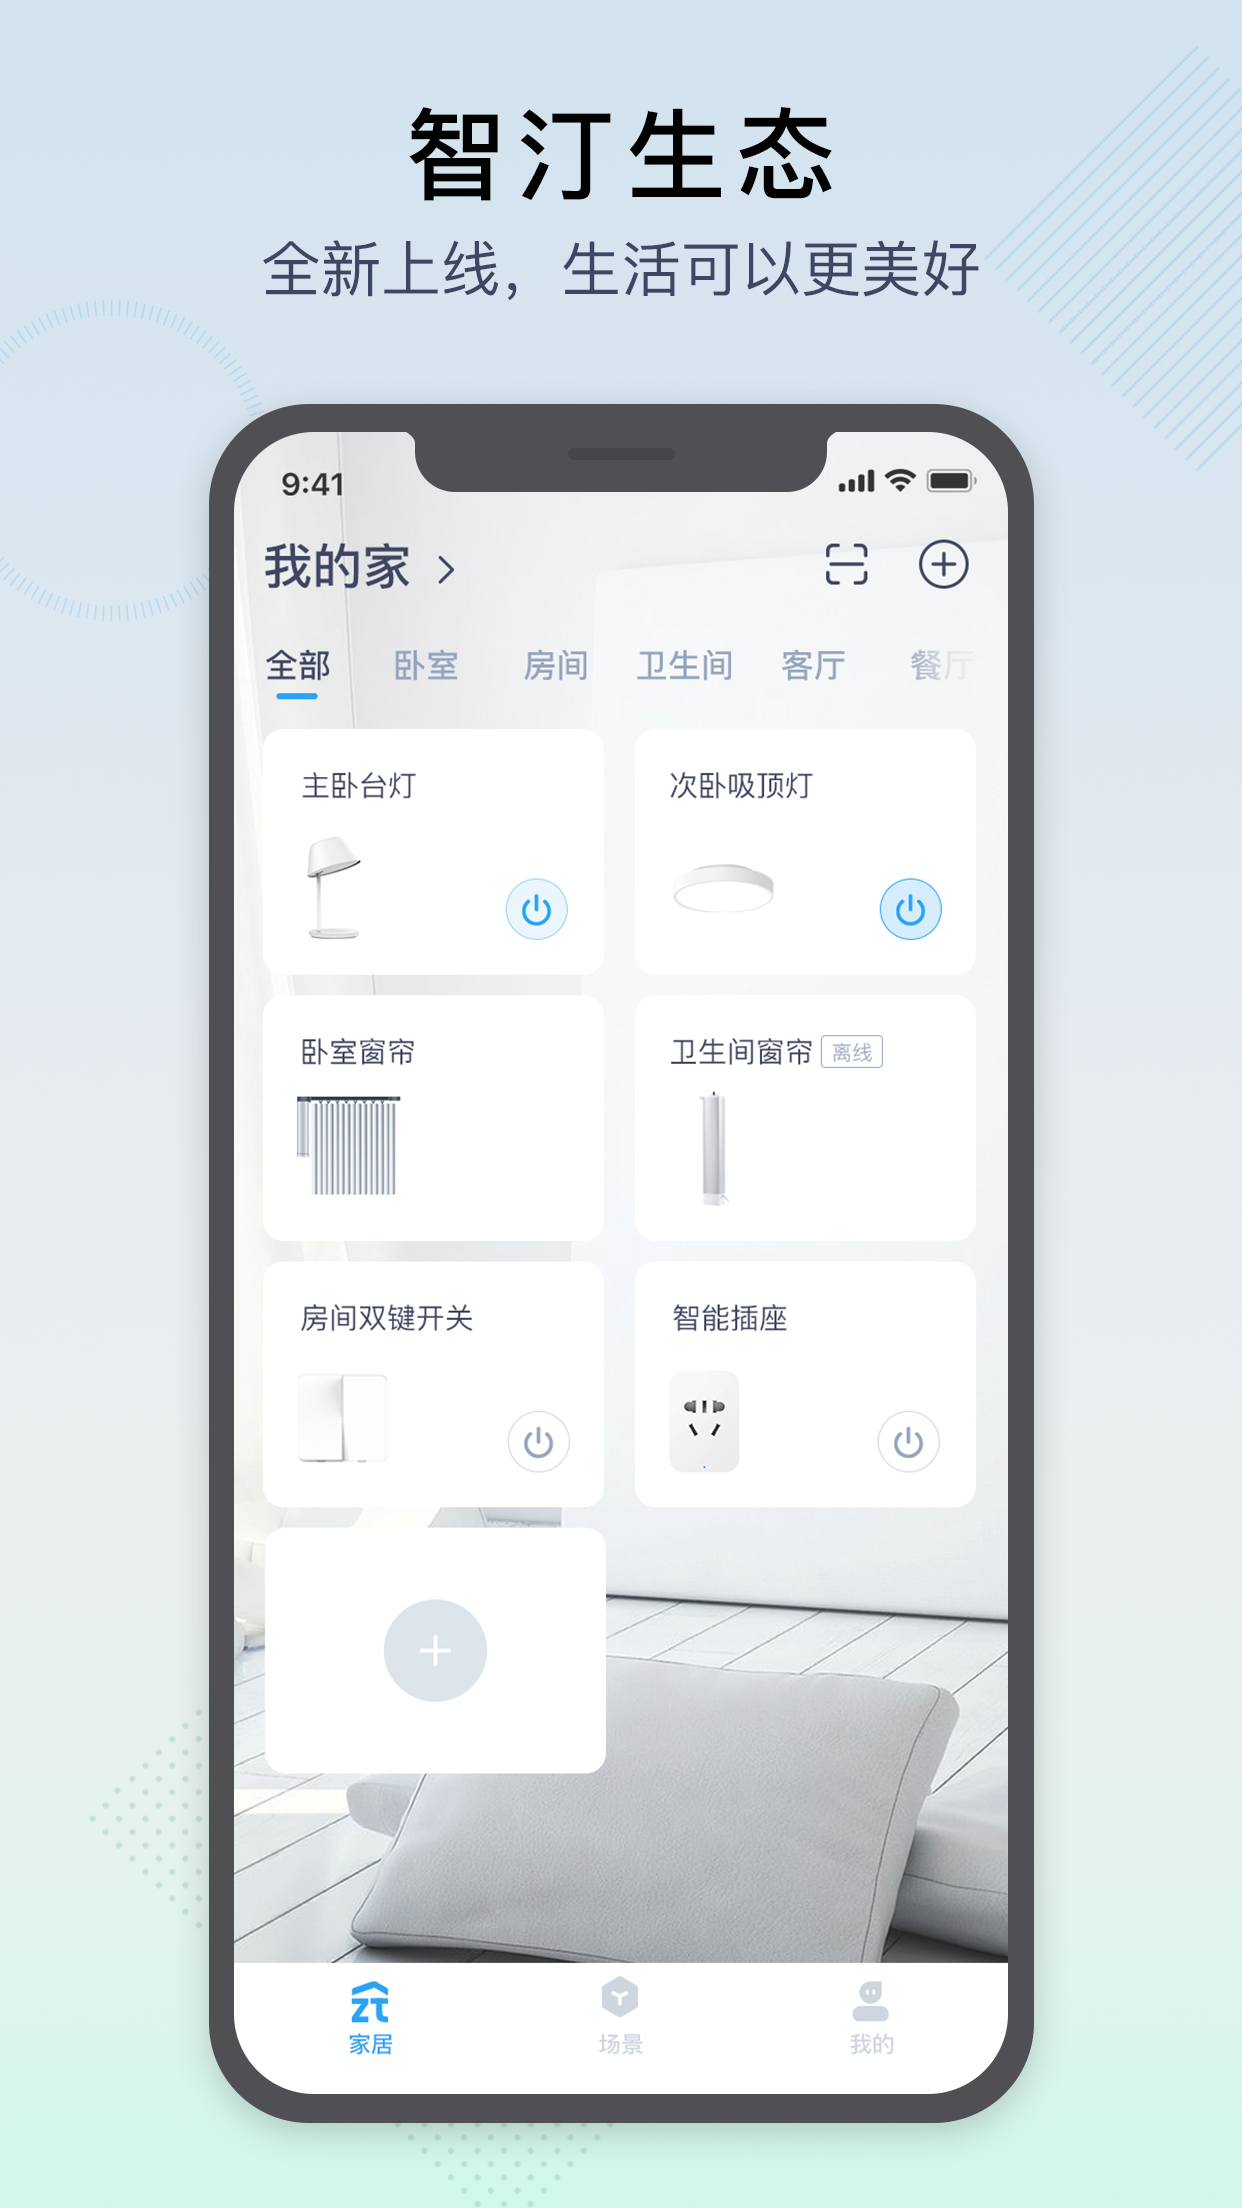 智汀生态
全新上线，生活可以更美好
9:41
我的家
全部 卧室 房间 卫生间 客厅 餐厅
主卧台灯 次卧吸顶灯
卧室窗帘 卫生间窗帘 离线
房间双键开关 智能插座
家居 场景 我的